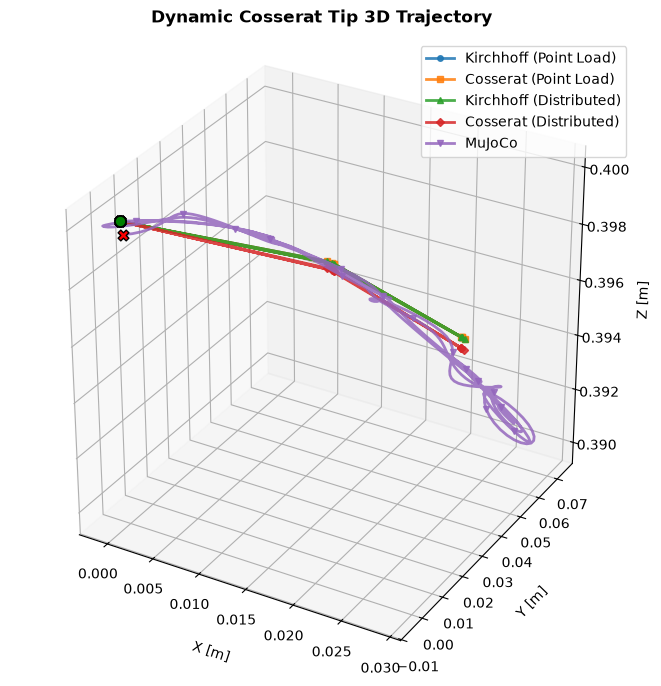 Dynamic Cosserat Tip 3D Trajectory
Kirchhoff (Point Load)
Cosserat (Point Load)
Kirchhoff (Distributed)
Cosserat (Distributed)
MuJoCo
0.400
0.398
0.396
0.394
0.392
0.390
Z [m]
0.07
0.06
0.05
0.04
0.03
0.02
0.01
0.00
−0.01
Y [m]
0.000
0.005
0.010
0.015
0.020
0.025
0.030
X [m]